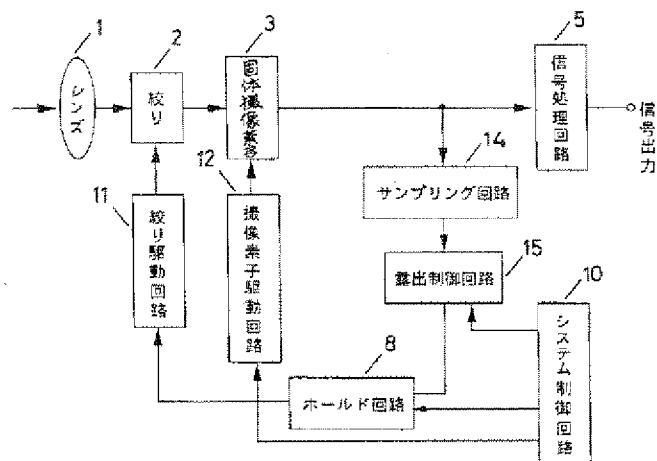 1
2
3
5
レンズ
絞り
固体撮像素子
信号処理回路
信号出力
14
サンプリング回路
11
12
絞り駆動回路
撮像素子駆動回路
15
露出制御回路
10
システム制御回路
8
ホールド回路